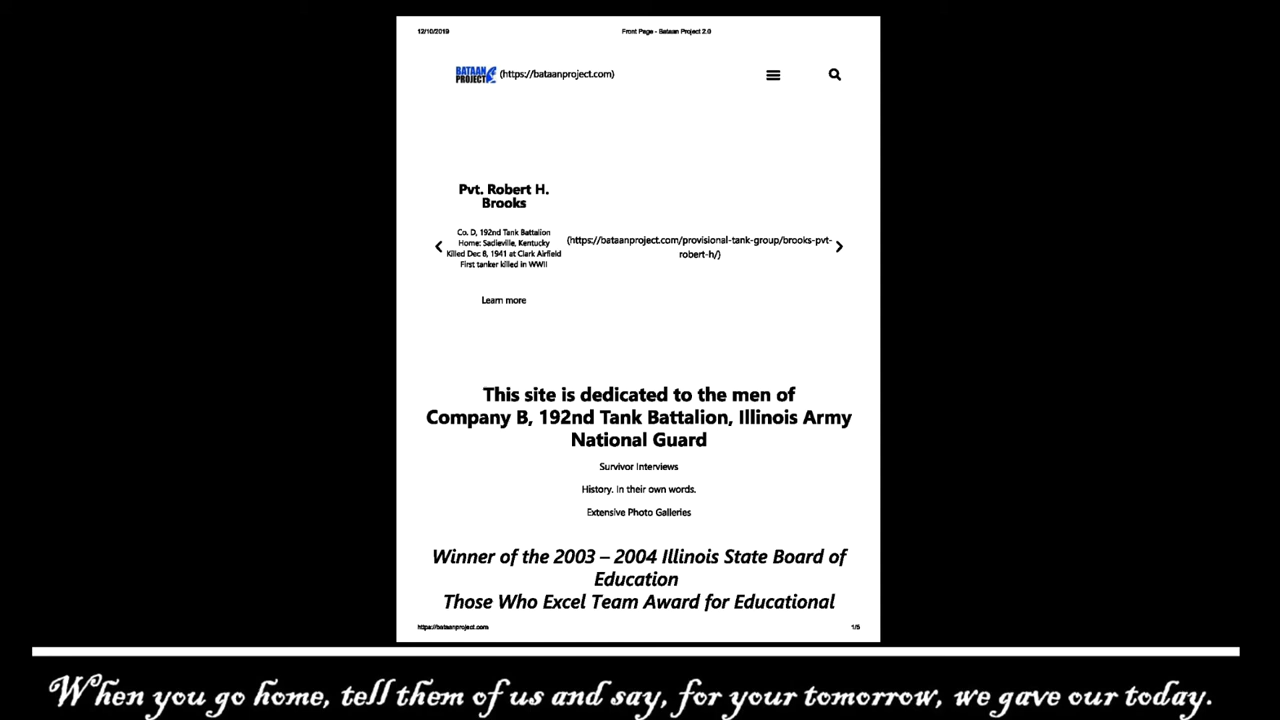 12/10/2019 Front Page - Bataan Project 2.0
BATAAN
PROJECT
(https://bataanproject.com)
Pvt. Robert H.
Brooks
Co. D, 192nd Tank Battalion
Home: Sadieville, Kentucky
Killed Dec 8, 1941 at Clark Airfield
First tanker killed in WWII
(https://bataanproject.com/provisional-tank-group/brooks-pvt-
robert-h/)
Learn more
This site is dedicated to the men of
Company B, 192nd Tank Battalion, Illinois Army
National Guard
Survivor Interviews
History. In their own words.
Extensive Photo Galleries
Winner of the 2003 – 2004 Illinois State Board of
Education
Those Who Excel Team Award for Educational
https://bataanproject.com 1/5
When you go home, tell them of us and say, for your tomorrow, we gave our today.